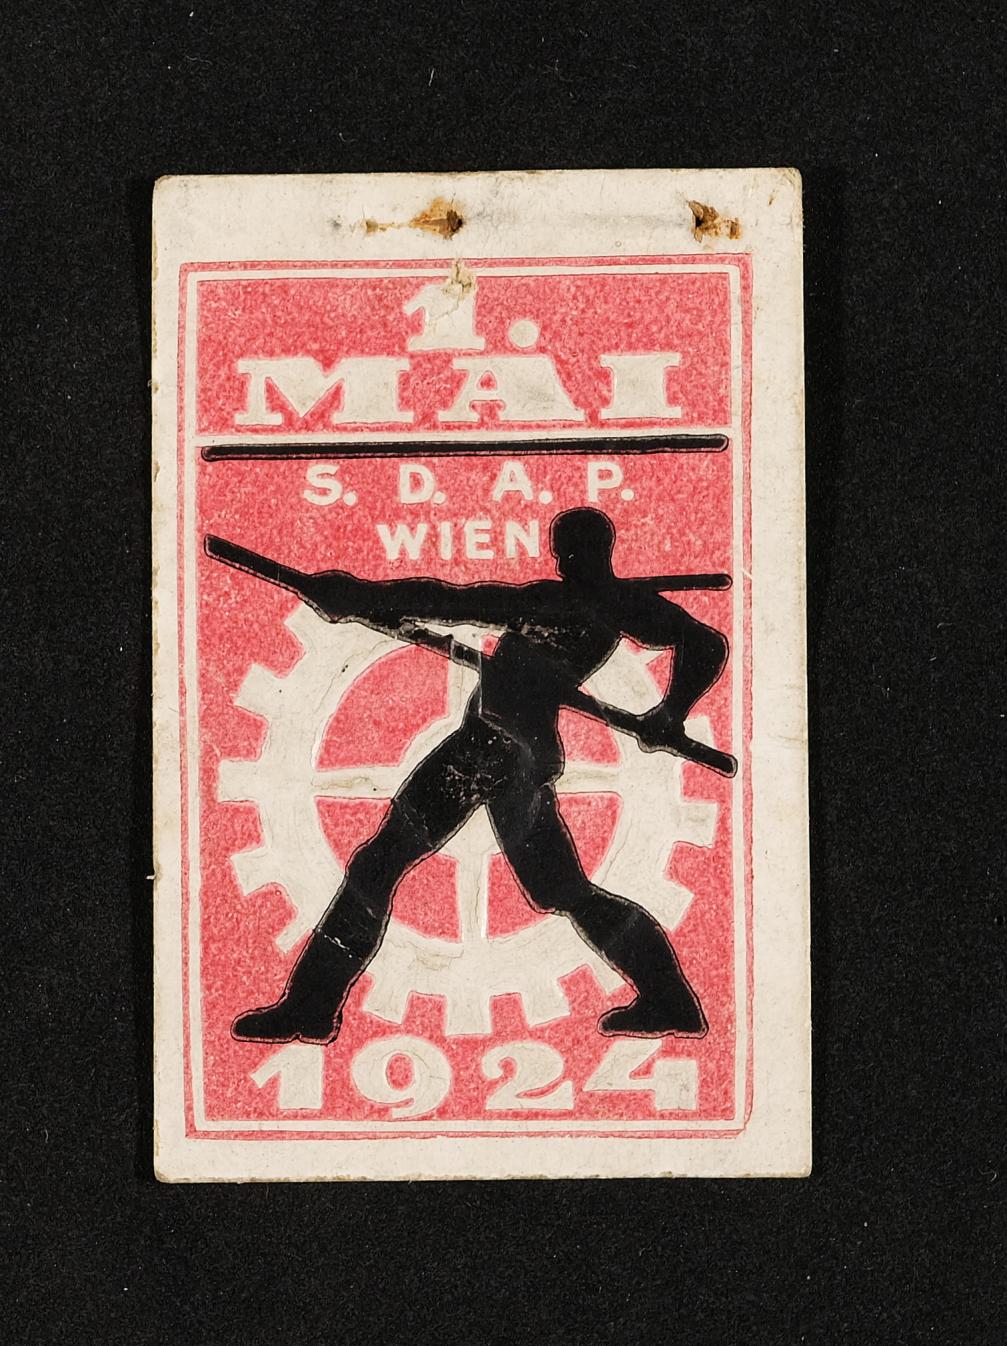 1.
MAI
S. D. A. P.
WIEN
1924